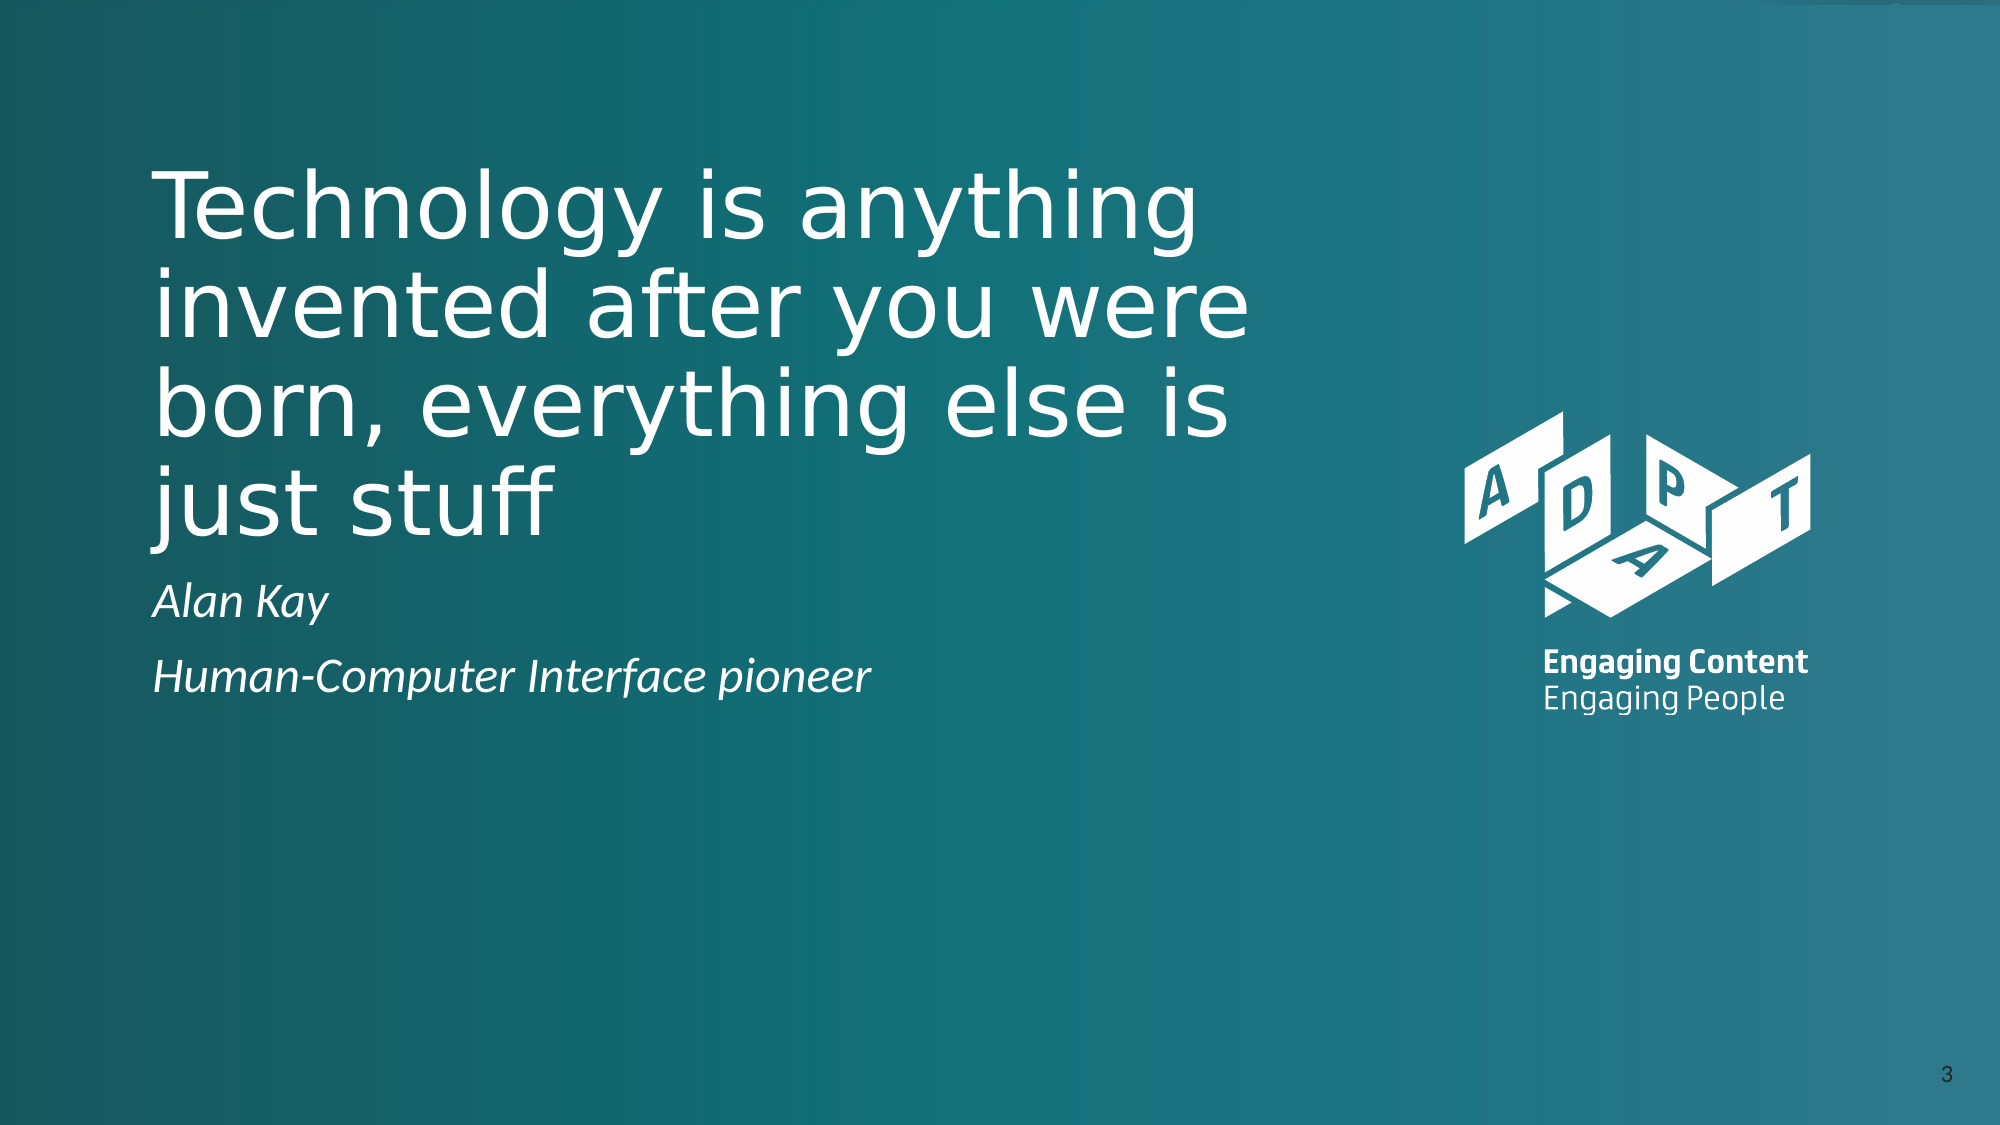 Technology is anything
invented after you were
born, everything else is
just stuff
Alan Kay
Human-Computer Interface pioneer
ADAPT
Engaging Content
Engaging People
3